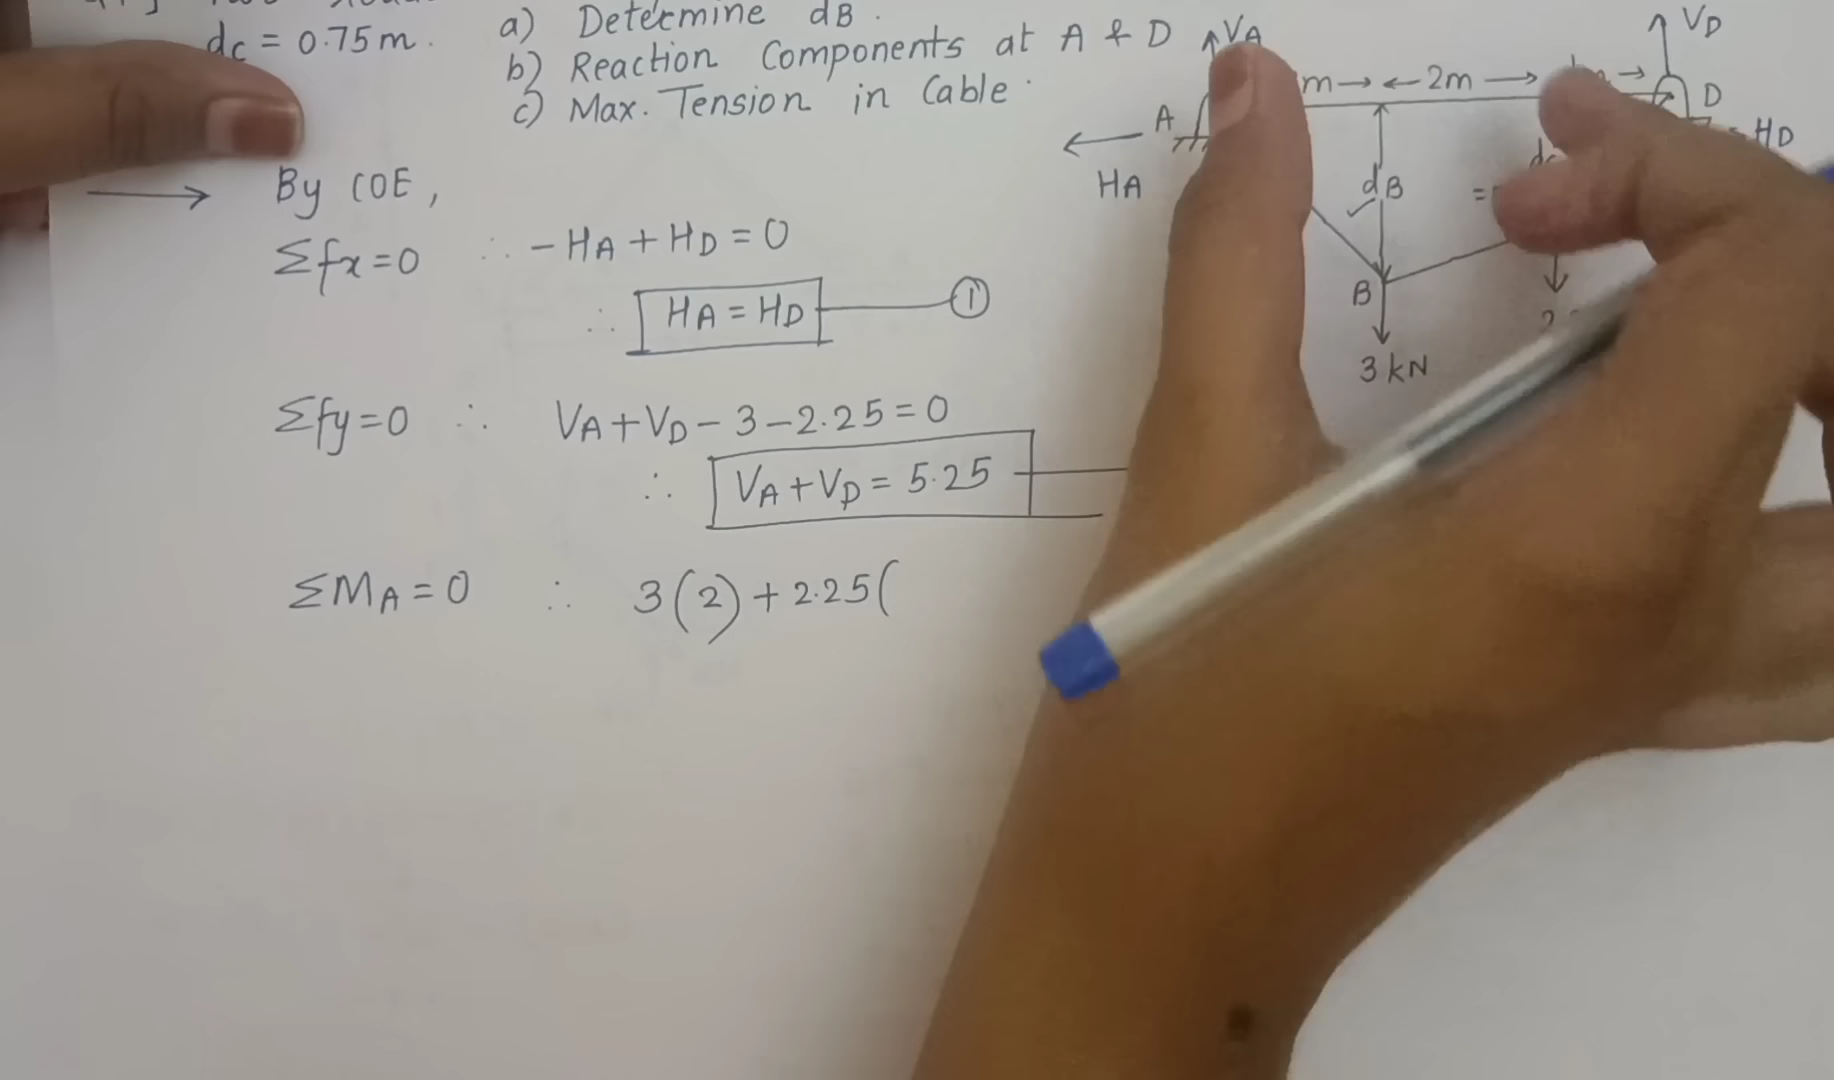 dc = 0.75 m.
a) Determine dB.
b) Reaction Components at A & D
c) Max. Tension in Cable.
VA
VD
m → ← 2m →
A
D
HA
HD
dB
B
3 kN
→ By COE,
Σfx=0 ∴ -HA + HD = 0
∴ HA = HD ①
Σfy=0 ∴ VA + VD - 3 - 2.25 = 0
∴ VA + VD = 5.25
ΣMA = 0 ∴ 3(2) + 2.25(